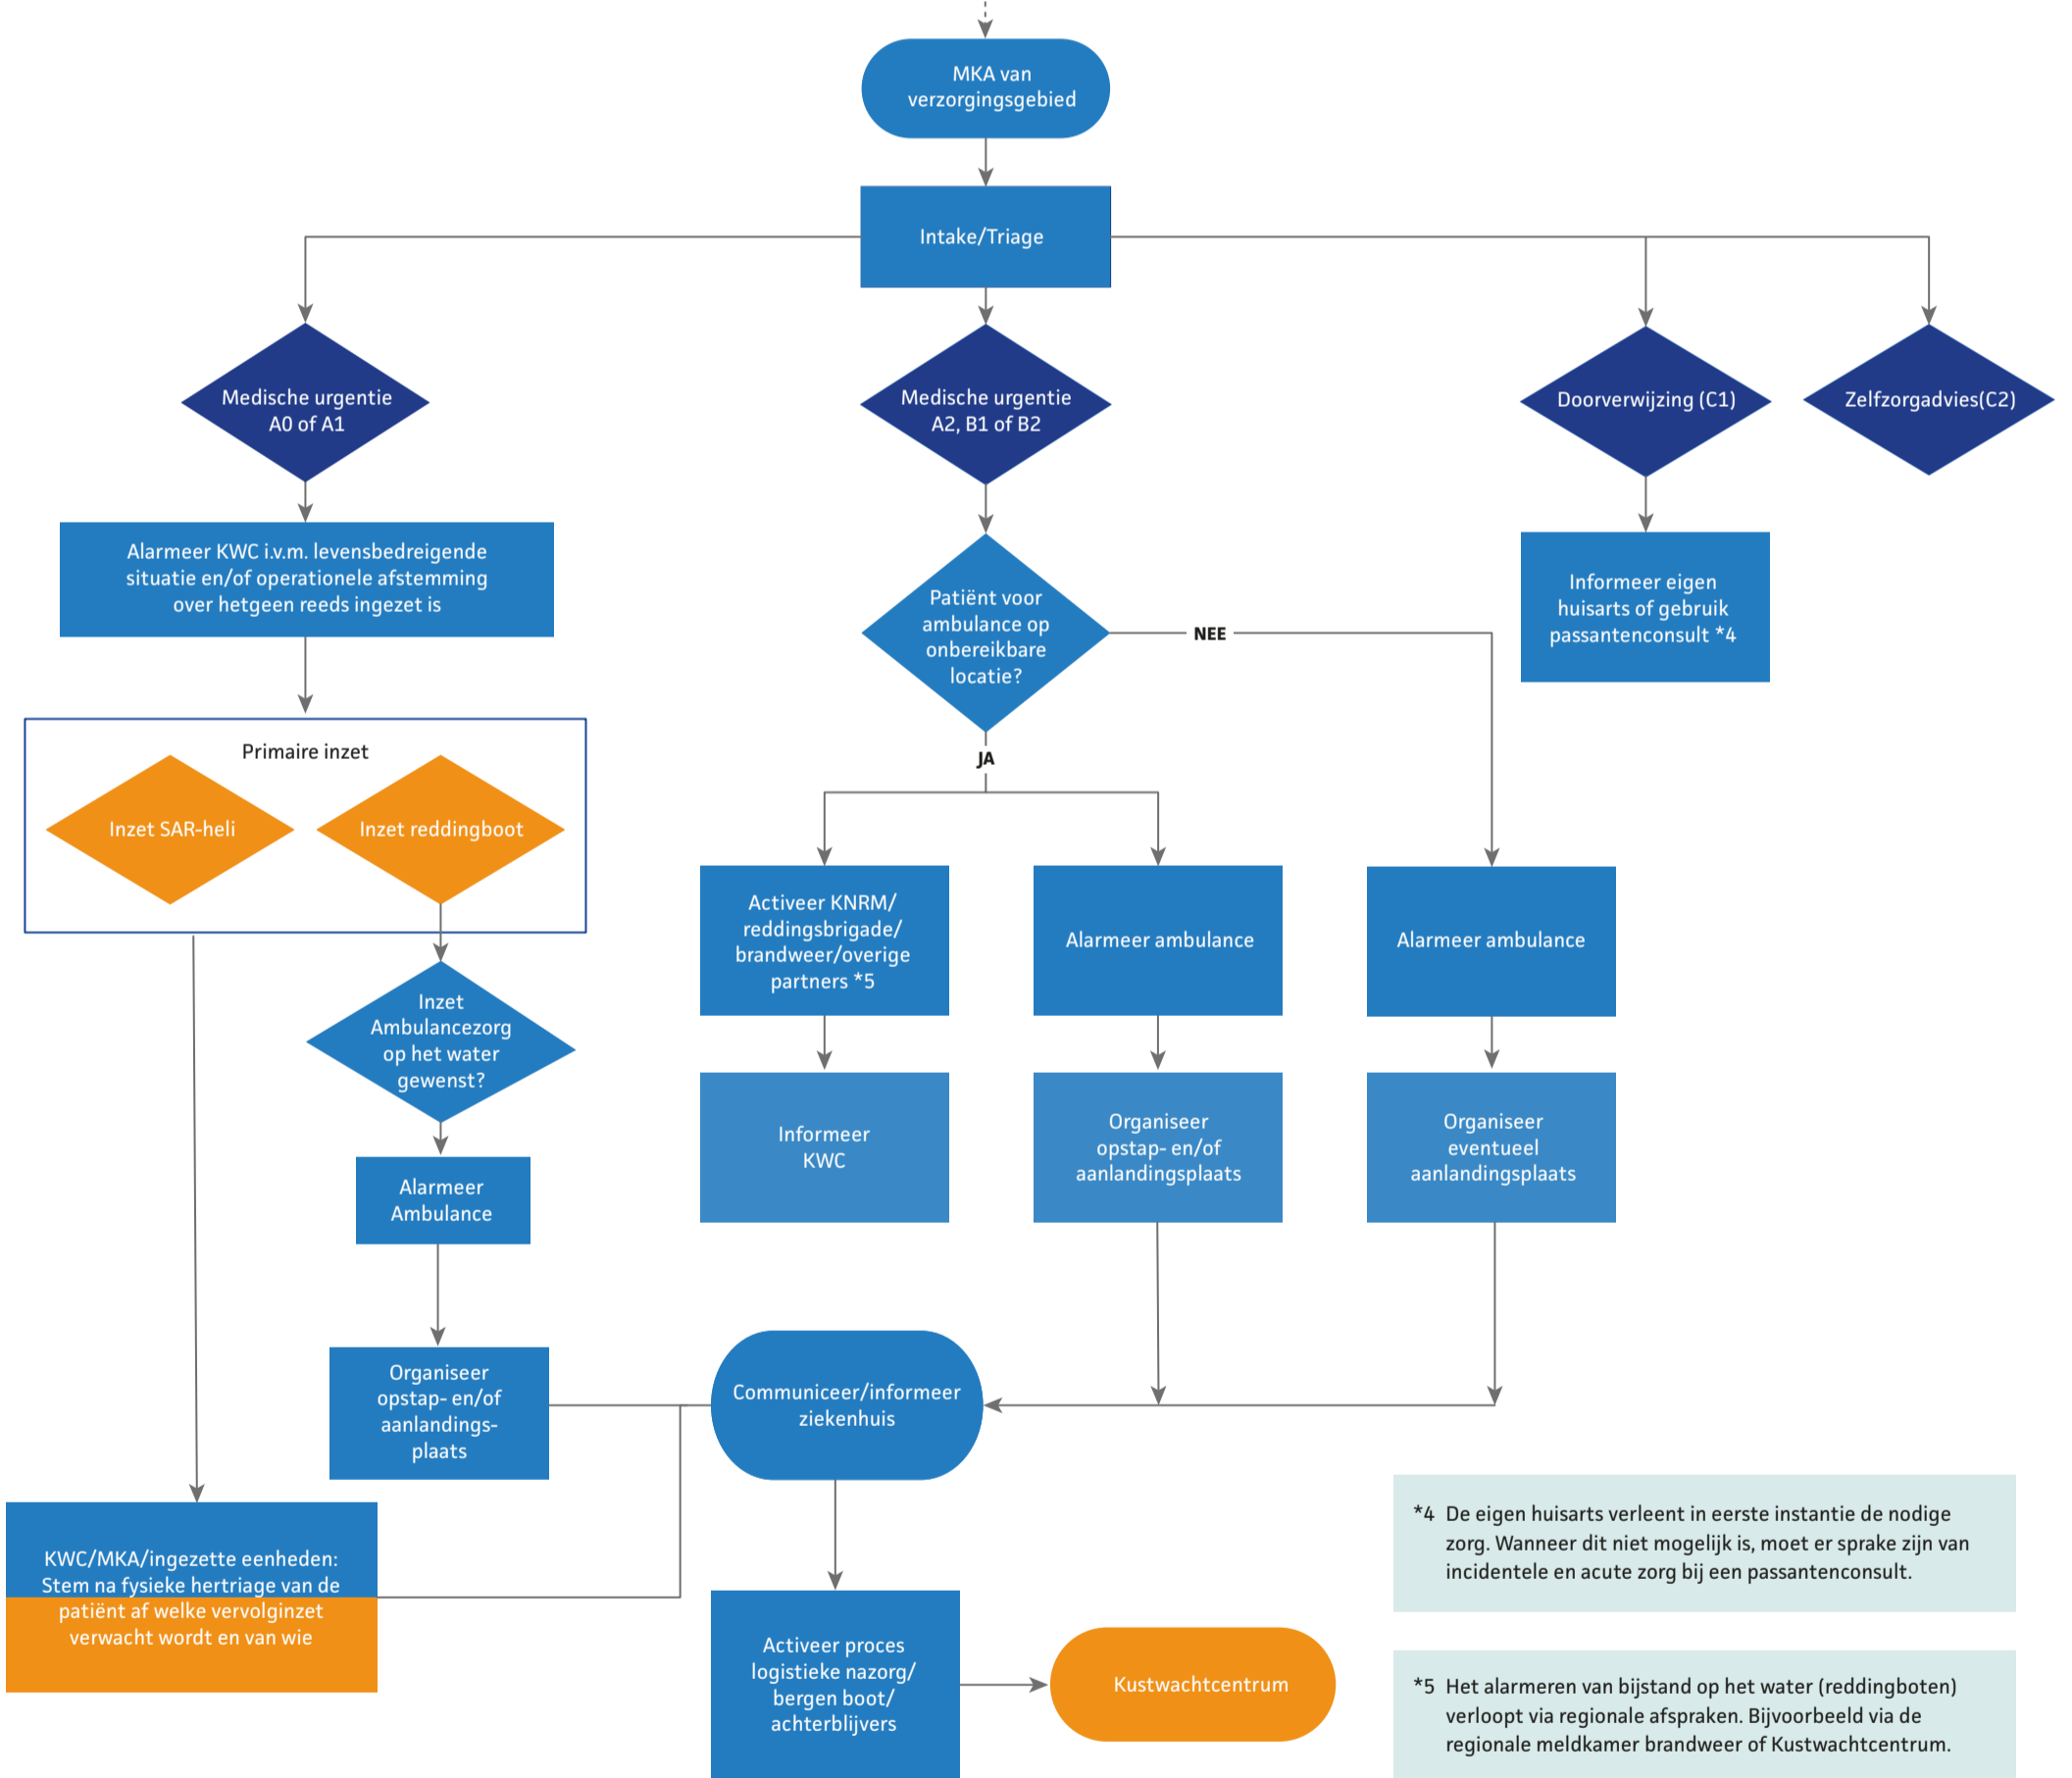 MKA van
verzorgingsgebied
Intake/Triage
Medische urgentie
A0 of A1
Medische urgentie
A2, B1 of B2
Doorverwijzing (C1)
Zelfzorgadvies(C2)
Alarmeer KWC i.v.m. levensbedreigende
situatie en/of operationele afstemming
over hetgeen reeds ingezet is
Patiënt voor
ambulance op
onbereikbare
locatie?
NEE
JA
Informeer eigen
huisarts of gebruik
passantenconsult *4
Primaire inzet
Inzet SAR-heli
Inzet reddingboot
Activeer KNRM/
reddingsbrigade/
brandweer/overige
partners *5
Alarmeer ambulance
Alarmeer ambulance
Inzet
Ambulancezorg
op het water
gewenst?
Informeer
KWC
Organiseer
opstap- en/of
aanlandingsplaats
Organiseer
eventueel
aanlandingsplaats
Alarmeer
Ambulance
Organiseer
opstap- en/of
aanlandings-
plaats
Communiceer/informeer
ziekenhuis
KWC/MKA/ingezette eenheden:
Stem na fysieke hertriage van de
patiënt af welke vervolginzet
verwacht wordt en van wie
Activeer proces
logistieke nazorg/
bergen boot/
achterblijvers
Kustwachtcentrum
*4 De eigen huisarts verleent in eerste instantie de nodige
zorg. Wanneer dit niet mogelijk is, moet er sprake zijn van
incidentele en acute zorg bij een passantenconsult.
*5 Het alarmeren van bijstand op het water (reddingboten)
verloopt via regionale afspraken. Bijvoorbeeld via de
regionale meldkamer brandweer of Kustwachtcentrum.